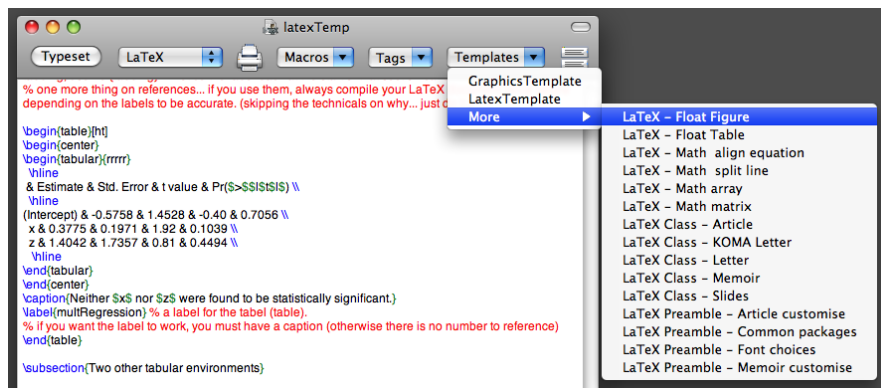 latexTemp
Typeset LaTeX Macros Tags Templates
% one more thing on references... if you use them, always compile your LaTeX
depending on the labels to be accurate. (skipping the technicals on why... just
\begin{table}[ht]
\begin{center}
\begin{tabular}{rrrrr}
\hline
& Estimate & Std. Error & t value & Pr($>$$|$t$|$) \\
\hline
(Intercept) & -0.5758 & 1.4528 & -0.40 & 0.7056 \\
x & 0.3775 & 0.1971 & 1.92 & 0.1039 \\
z & 1.4042 & 1.7357 & 0.81 & 0.4494 \\
\hline
\end{tabular}
\end{center}
\caption{Neither $x$ nor $z$ were found to be statistically significant.}
\label{multRegression} % a label for the tabel (table).
% if you want the label to work, you must have a caption (otherwise there is no number to reference)
\end{table}
\subsection{Two other tabular environments}
GraphicsTemplate
LatexTemplate
More
LaTeX – Float Figure
LaTeX – Float Table
LaTeX – Math align equation
LaTeX – Math split line
LaTeX – Math array
LaTeX – Math matrix
LaTeX Class – Article
LaTeX Class – KOMA Letter
LaTeX Class – Letter
LaTeX Class – Memoir
LaTeX Class – Slides
LaTeX Preamble – Article customise
LaTeX Preamble – Common packages
LaTeX Preamble – Font choices
LaTeX Preamble – Memoir customise